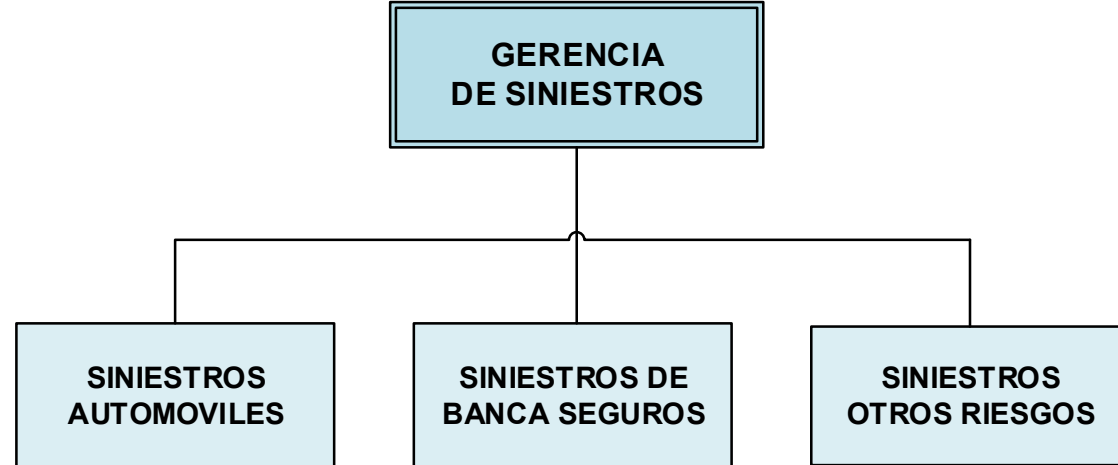 GERENCIA
DE SINIESTROS
SINIESTROS
AUTOMOVILES
SINIESTROS DE
BANCA SEGUROS
SINIESTROS
OTROS RIESGOS